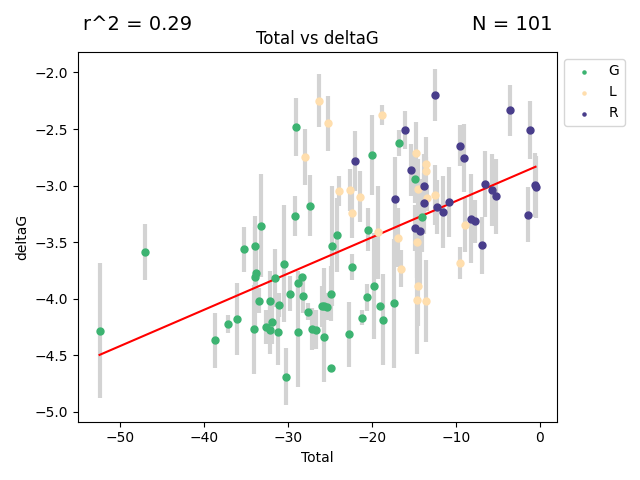 r^2 = 0.29 N = 101
Total vs deltaG
−2.0
−2.5
−3.0
−3.5
−4.0
−4.5
−5.0
deltaG
−50 −40 −30 −20 −10 0
Total
G
L
R